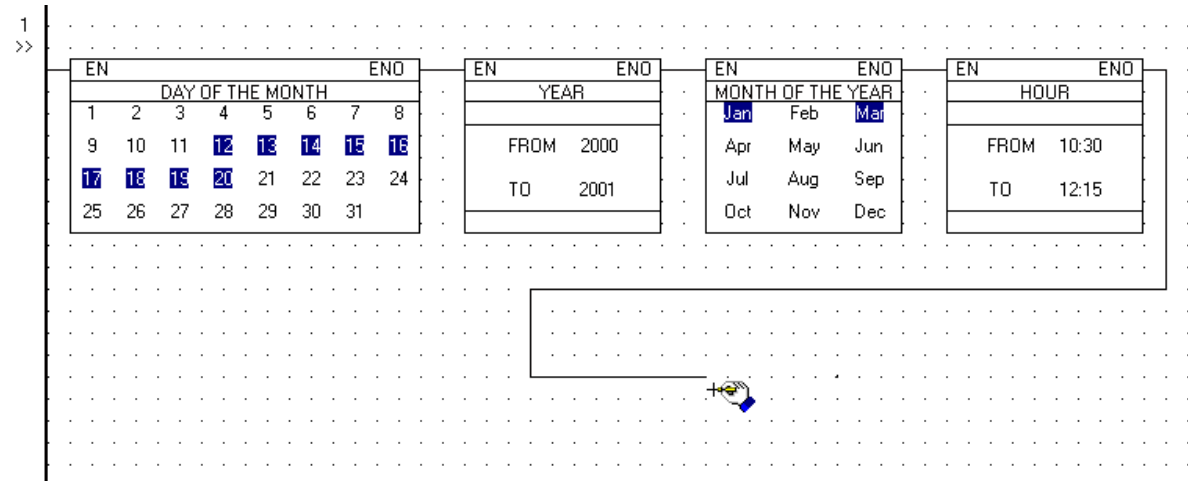 1
>>
EN ENO EN ENO EN ENO EN ENO
DAY OF THE MONTH YEAR MONTH OF THE YEAR HOUR
1 2 3 4 5 6 7 8 Jan Feb Mar
9 10 11 12 13 14 15 16 FROM 2000 Apr May Jun FROM 10:30
17 18 19 20 21 22 23 24 TO 2001 Jul Aug Sep TO 12:15
25 26 27 28 29 30 31 Oct Nov Dec